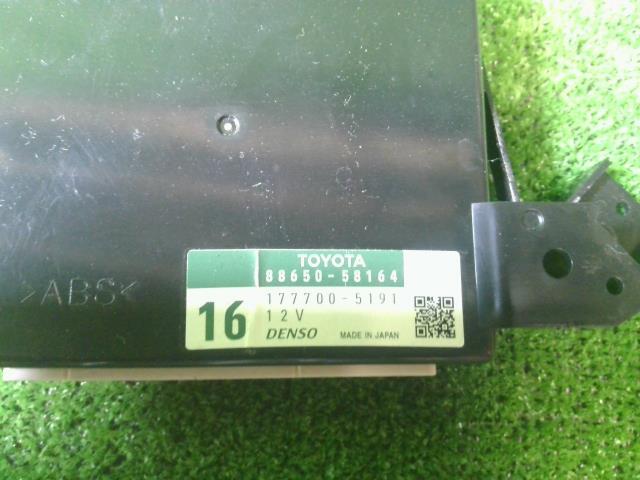 TOYOTA
88650-58164
16
177700-5191
12V
DENSO MADE IN JAPAN
>ABS<